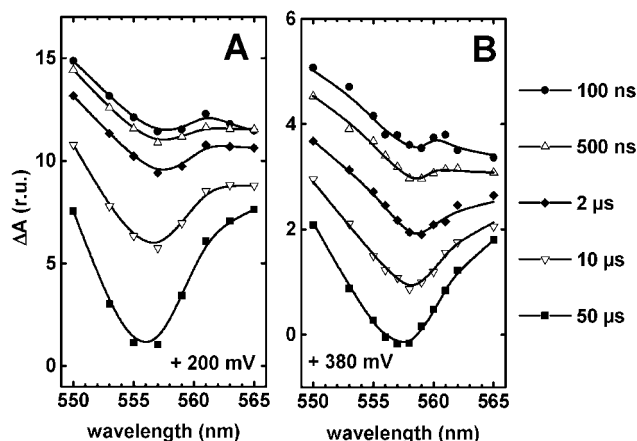 A
B
15
10
5
0
6
4
2
0
ΔA (r.u.)
+ 200 mV
+ 380 mV
550 555 560 565
550 555 560 565
wavelength (nm)
wavelength (nm)
100 ns
500 ns
2 µs
10 µs
50 µs